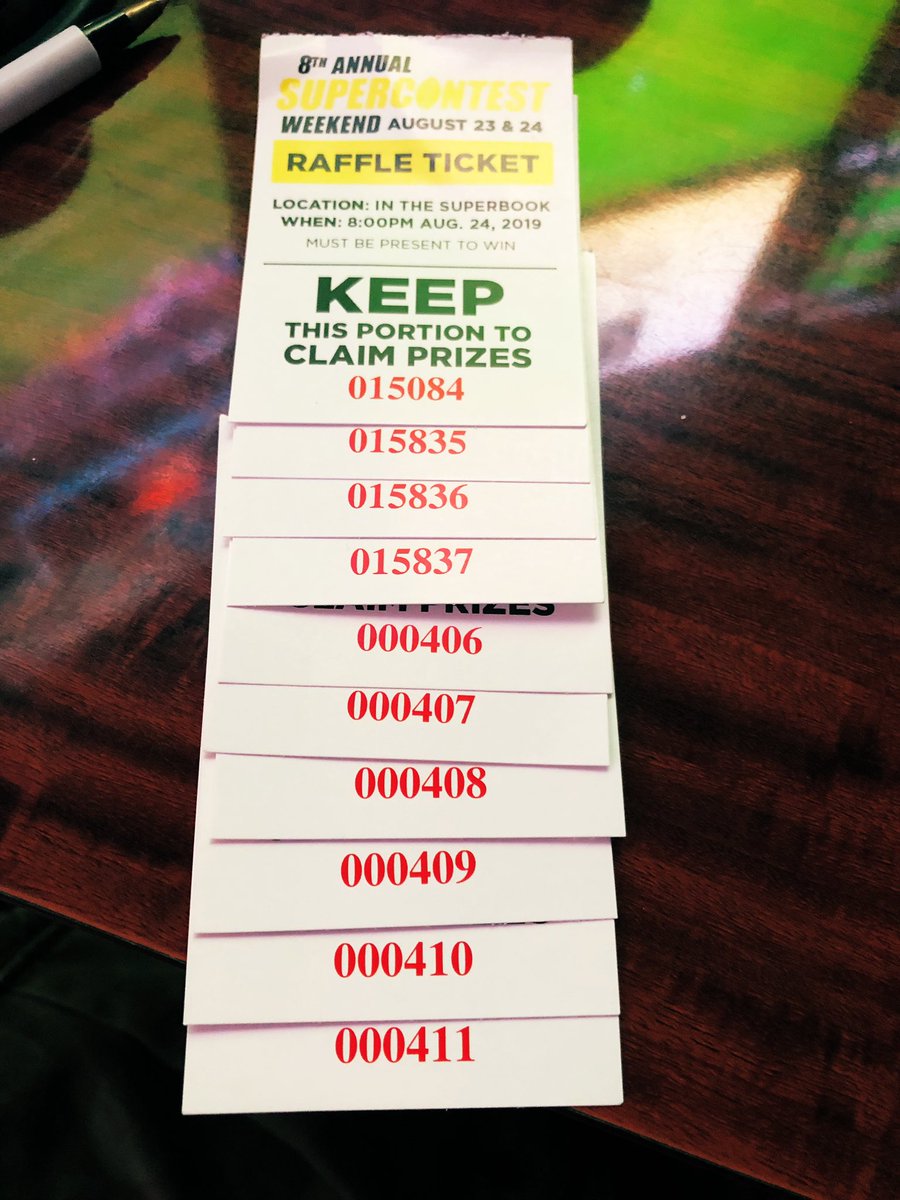 8TH ANNUAL
SUPERCONTEST
WEEKEND AUGUST 23 & 24
RAFFLE TICKET
LOCATION: IN THE SUPERBOOK
WHEN: 8:00PM AUG. 24, 2019
MUST BE PRESENT TO WIN
KEEP
THIS PORTION TO
CLAIM PRIZES
015084
015835
015836
015837
CLAIM PRIZES
000406
000407
000408
000409
000410
000411